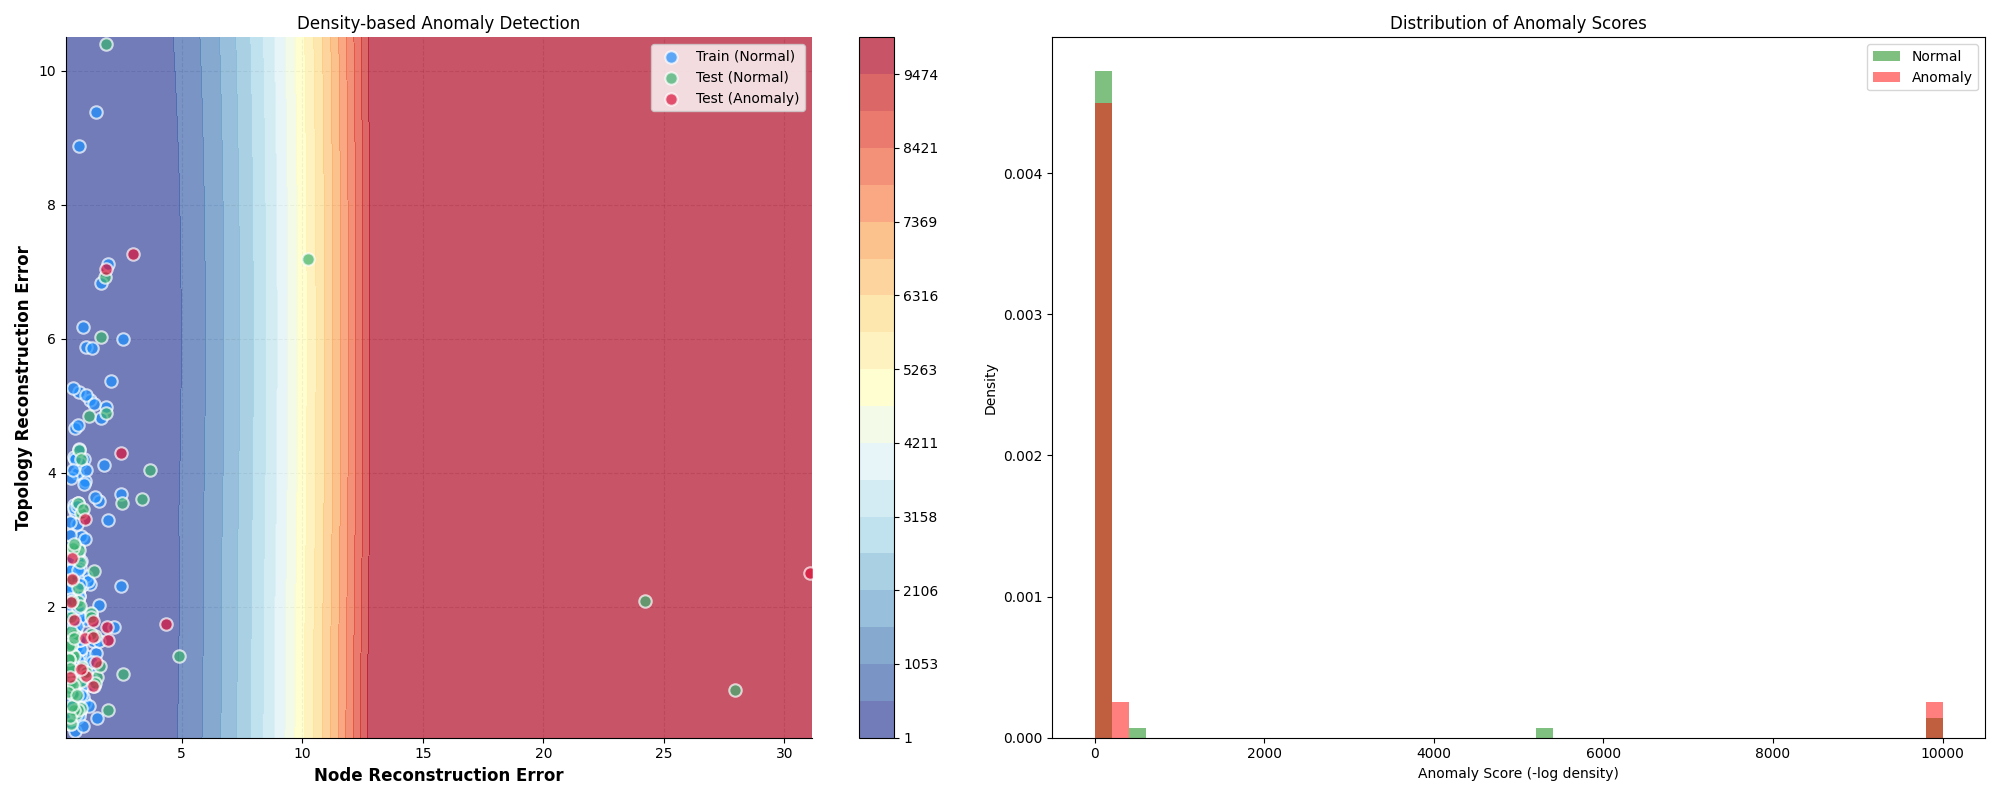 Density-based Anomaly Detection
Train (Normal)
Test (Normal)
Test (Anomaly)
Topology Reconstruction Error
10
8
6
4
2
5
10
15
20
25
30
Node Reconstruction Error
9474
8421
7369
6316
5263
4211
3158
2106
1053
1
Distribution of Anomaly Scores
Normal
Anomaly
Density
0.004
0.003
0.002
0.001
0.000
0
2000
4000
6000
8000
10000
Anomaly Score (-log density)